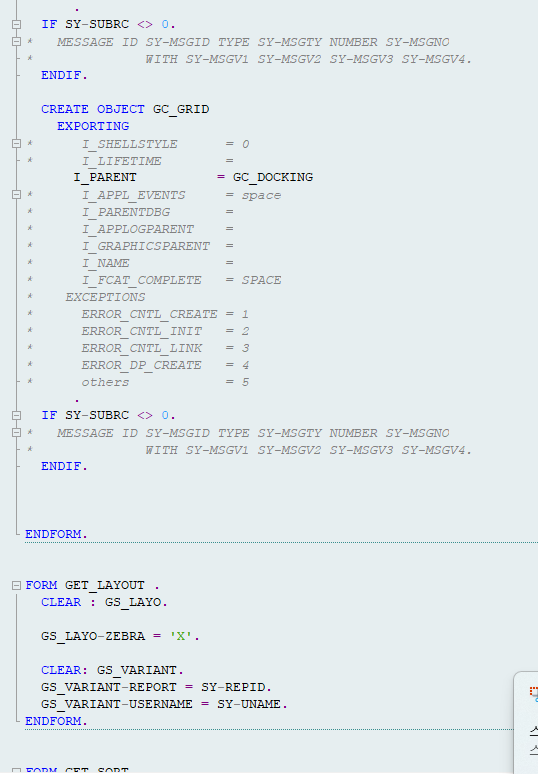 .
IF SY-SUBRC <> 0.
*   MESSAGE ID SY-MSGID TYPE SY-MSGTY NUMBER SY-MSGNO
*              WITH SY-MSGV1 SY-MSGV2 SY-MSGV3 SY-MSGV4.
ENDIF.
CREATE OBJECT GC_GRID
EXPORTING
*      I_SHELLSTYLE      = 0
*      I_LIFETIME        =
I_PARENT          = GC_DOCKING
*      I_APPL_EVENTS     = space
*      I_PARENTDBG       =
*      I_APPLOGPARENT    =
*      I_GRAPHICSPARENT  =
*      I_NAME            =
*      I_FCAT_COMPLETE   = SPACE
*    EXCEPTIONS
*      ERROR_CNTL_CREATE = 1
*      ERROR_CNTL_INIT   = 2
*      ERROR_CNTL_LINK   = 3
*      ERROR_DP_CREATE   = 4
*      others            = 5
.
IF SY-SUBRC <> 0.
*   MESSAGE ID SY-MSGID TYPE SY-MSGTY NUMBER SY-MSGNO
*              WITH SY-MSGV1 SY-MSGV2 SY-MSGV3 SY-MSGV4.
ENDIF.
ENDFORM.
FORM GET_LAYOUT .
CLEAR : GS_LAYO.
GS_LAYO-ZEBRA = 'X'.
CLEAR: GS_VARIANT.
GS_VARIANT-REPORT = SY-REPID.
GS_VARIANT-USERNAME = SY-UNAME.
ENDFORM.
FORM GET_SORT